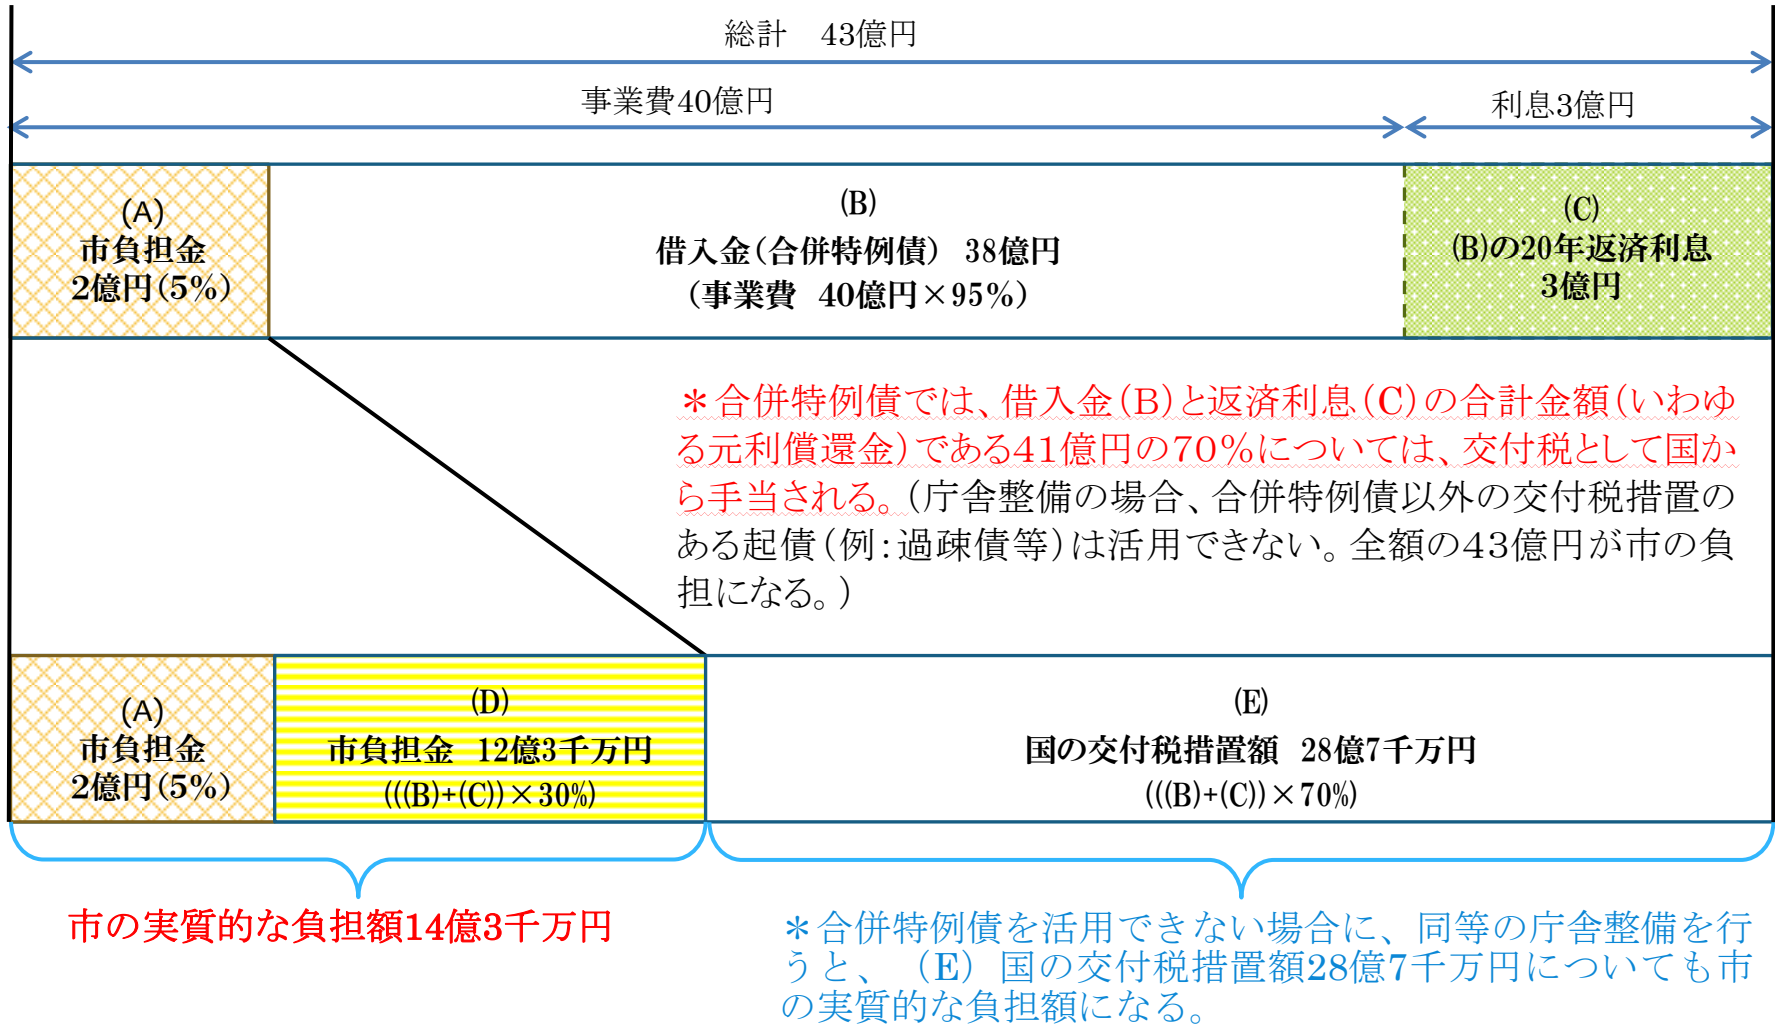 総計　43億円
事業費40億円
利息3億円
(A)
市負担金
2億円(5%)
(B)
借入金(合併特例債) 38億円
(事業費 40億円×95%)
(C)
(B)の20年返済利息
3億円
＊合併特例債では、借入金(B)と返済利息(C)の合計金額(いわゆ
る元利償還金)である41億円の70%については、交付税として国か
ら手当される。(庁舎整備の場合、合併特例債以外の交付税措置の
ある起債(例:過疎債等)は活用できない。全額の43億円が市の負
担になる。)
(A)
市負担金
2億円(5%)
(D)
市負担金 12億3千万円
(((B)+(C))×30%)
(E)
国の交付税措置額 28億7千万円
(((B)+(C))×70%)
市の実質的な負担額14億3千万円
＊合併特例債を活用できない場合に、同等の庁舎整備を行
うと、(E)国の交付税措置額28億7千万円についても市
の実質的な負担額になる。